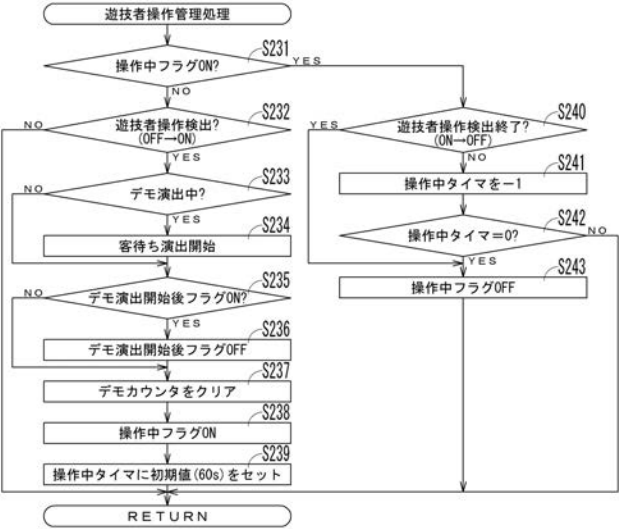 遊技者操作管理処理
S231
操作中フラグON?
YES
NO
S232
遊技者操作検出?
(OFF→ON)
NO
YES
S233
デモ演出中?
NO
YES
S234
客待ち演出開始
S235
デモ演出開始後フラグON?
NO
YES
S236
デモ演出開始後フラグOFF
S237
デモカウンタをクリア
S238
操作中フラグON
S239
操作中タイマに初期値(60s)をセット
RETURN
S240
遊技者操作検出終了?
(ON→OFF)
YES
NO
S241
操作中タイマを−1
S242
操作中タイマ=0?
NO
YES
S243
操作中フラグOFF